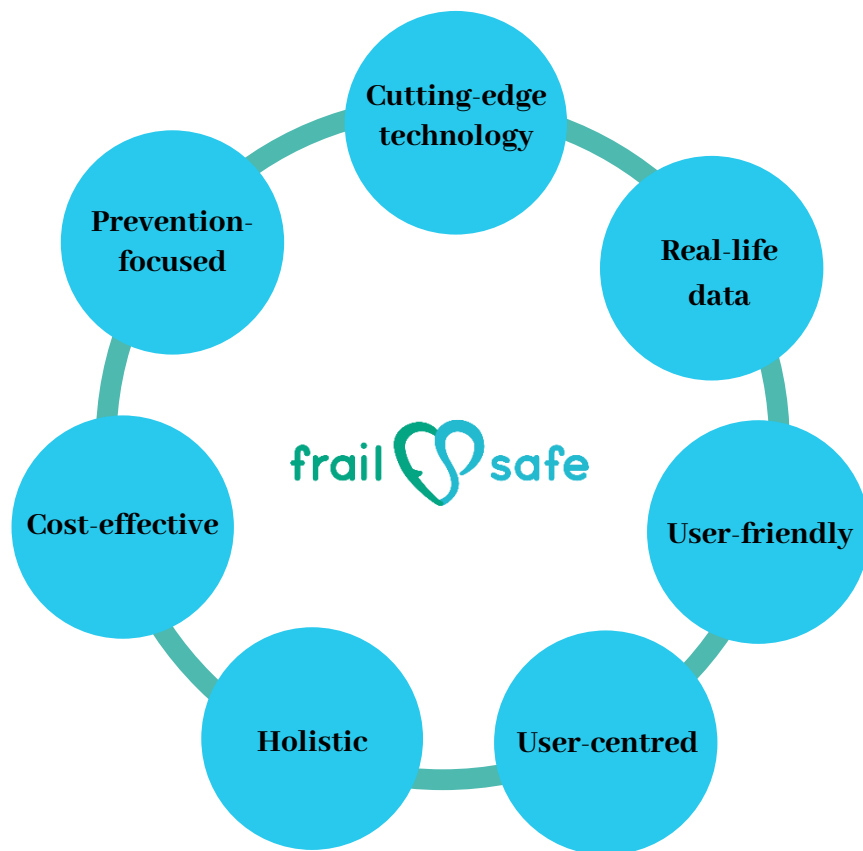 Cutting-edge
technology
Prevention-
focused
Real-life
data
frail safe
Cost-effective
User-friendly
Holistic
User-centred